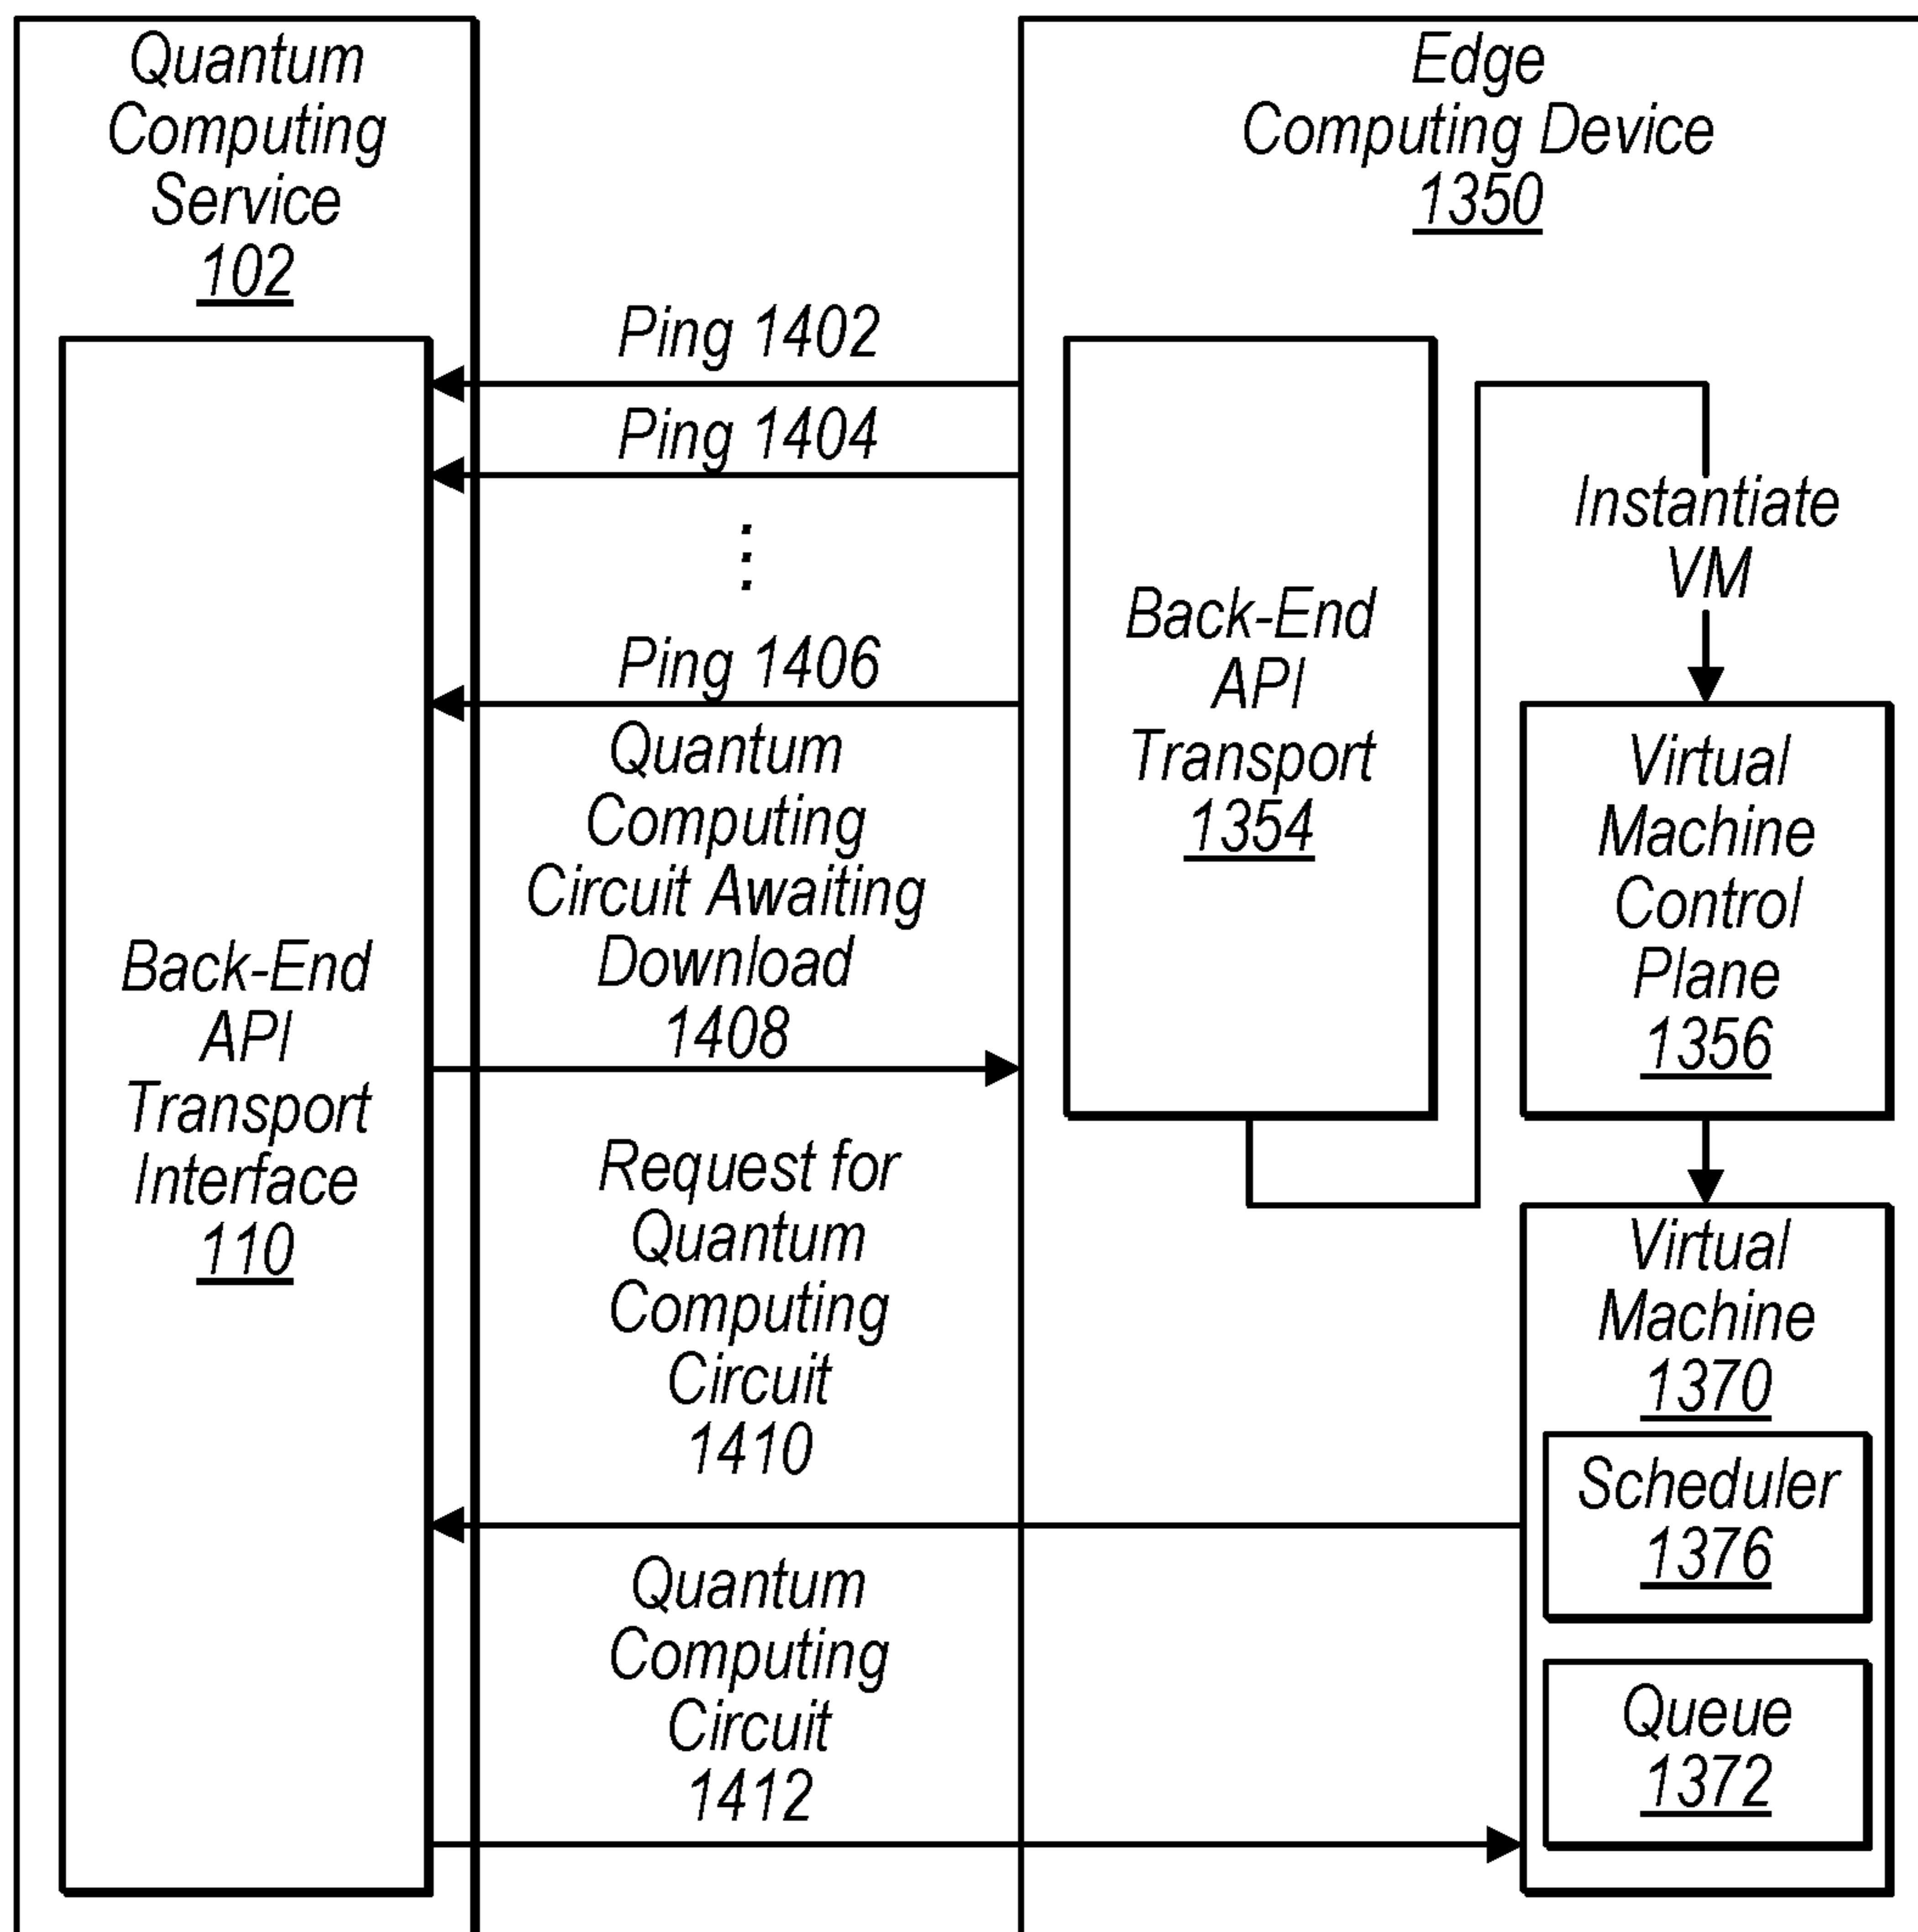 Quantum
Computing
Service
102
Back-End
API
Transport
Interface
110
Ping 1402
Ping 1404
Ping 1406
Quantum
Computing
Circuit Awaiting
Download
1408
Request for
Quantum
Computing
Circuit
1410
Quantum
Computing
Circuit
1412
Edge
Computing Device
1350
Back-End
API
Transport
1354
Instantiate
VM
Virtual
Machine
Control
Plane
1356
Virtual
Machine
1370
Scheduler
1376
Queue
1372